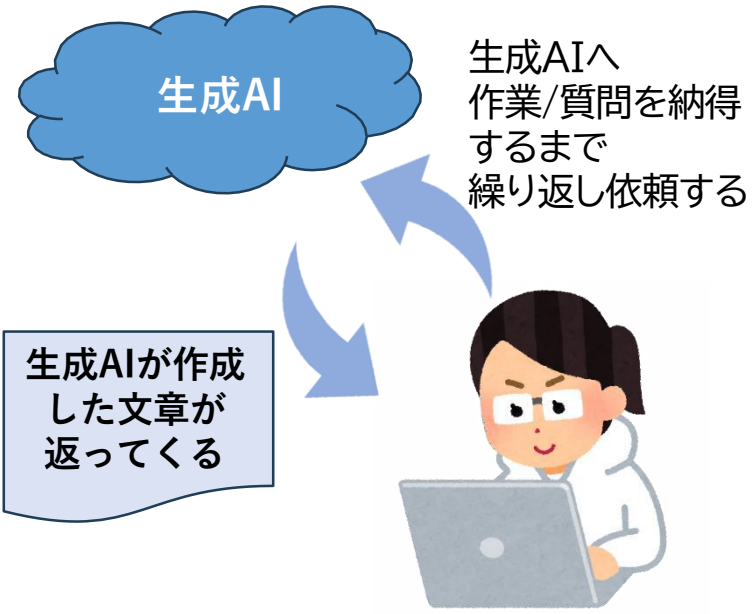 生成AI
生成AIへ
作業/質問を納得
するまで
繰り返し依頼する
生成AIが作成
した文章が
返ってくる